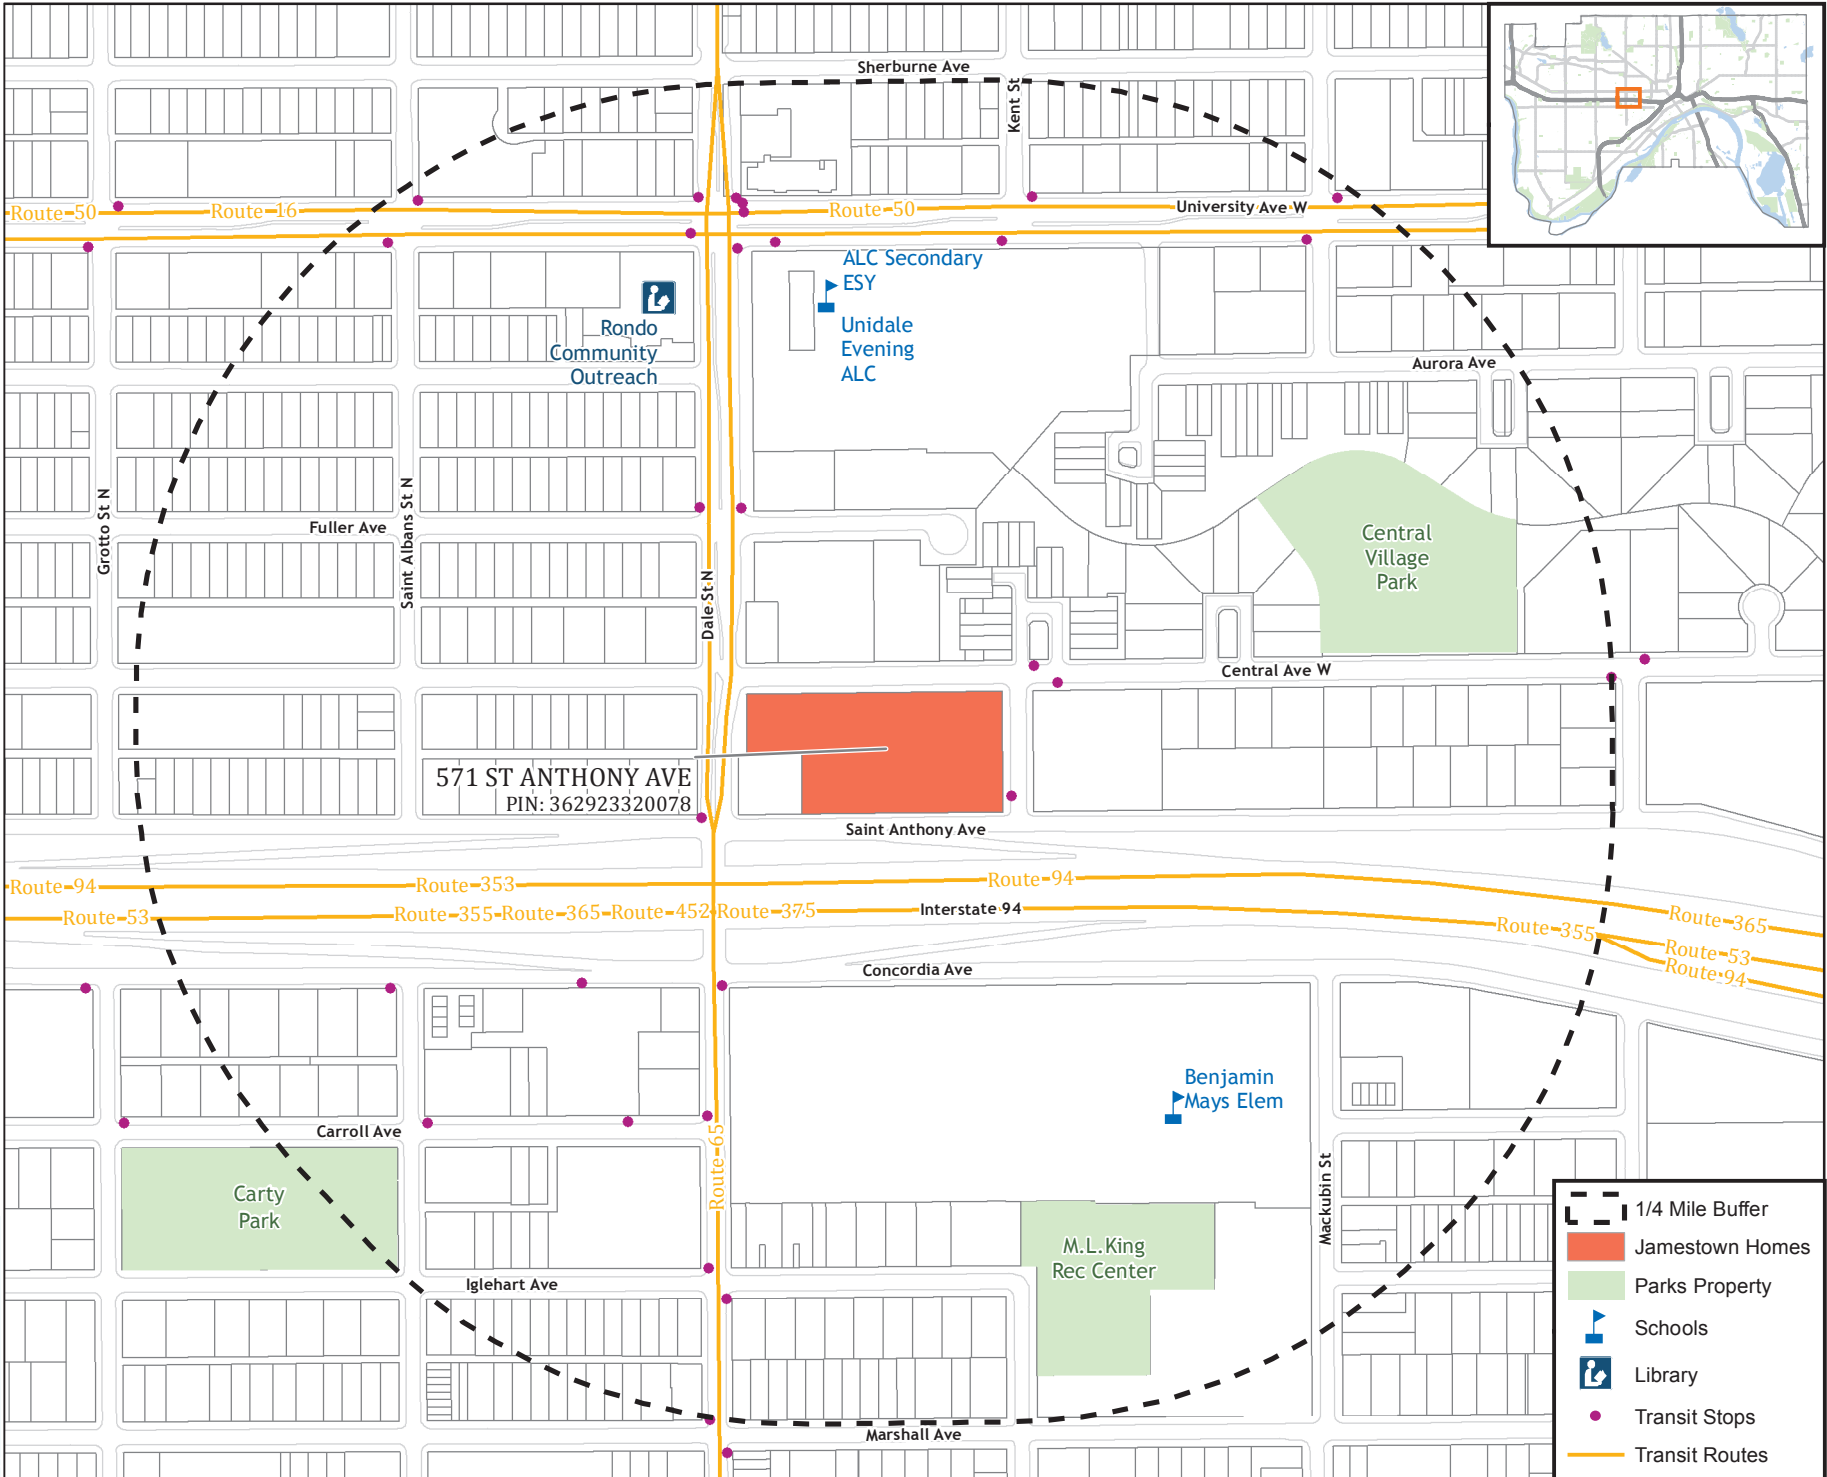 Sherburne Ave
Kent St
Route 50
Route 16
Route 50
University Ave W
ALC Secondary
ESY
Unidale
Evening
ALC
Rondo
Community
Outreach
Aurora Ave
Grotto St N
Saint Albans St N
Fuller Ave
Dale St N
Central
Village
Park
Central Ave W
571 ST ANTHONY AVE
PIN: 362923320078
Saint Anthony Ave
Route 94
Route 353
Route 94
Route 53
Route 355
Route 365
Route 452
Route 375
Interstate 94
Route 355
Route 365
Route 53
Route 94
Concordia Ave
Benjamin
Mays Elem
Carroll Ave
Route 65
Mackubin St
Carty
Park
M.L.King
Rec Center
Iglehart Ave
Marshall Ave
1/4 Mile Buffer
Jamestown Homes
Parks Property
Schools
Library
Transit Stops
Transit Routes